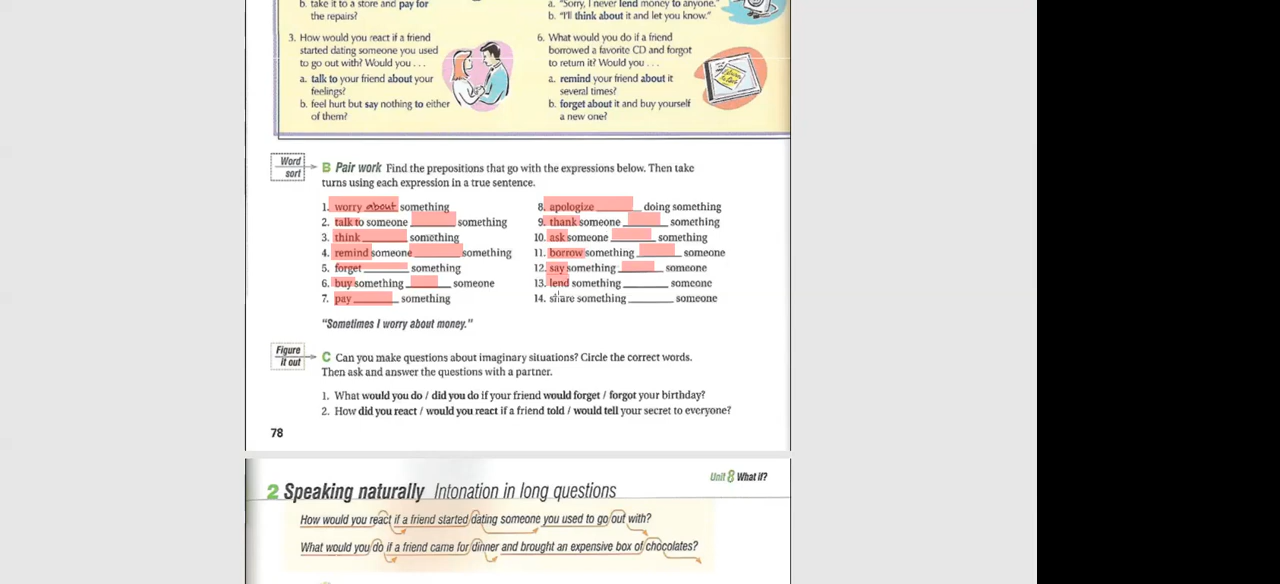 b. take it to a store and pay for
the repairs?
3. How would you react if a friend
started dating someone you used
to go out with? Would you . . .
a. talk to your friend about your
feelings?
b. feel hurt but say nothing to either
of them?
a. "Sorry, I never lend money to anyone."
b. "I'll think about it and let you know."
6. What would you do if a friend
borrowed a favorite CD and forgot
to return it? Would you . . .
a. remind your friend about it
several times?
b. forget about it and buy yourself
a new one?
Word
sort
B Pair work Find the prepositions that go with the expressions below. Then take
turns using each expression in a true sentence.
1. worry about something
2. talk to someone ________ something
3. think ________ something
4. remind someone ________ something
5. forget ________ something
6. buy something ________ someone
7. pay ________ something
8. apologize ________ doing something
9. thank someone ________ something
10. ask someone ________ something
11. borrow something ________ someone
12. say something ________ someone
13. lend something ________ someone
14. share something ________ someone
"Sometimes I worry about money."
Figure
it out
C Can you make questions about imaginary situations? Circle the correct words.
Then ask and answer the questions with a partner.
1. What would you do / did you do if your friend would forget / forgot your birthday?
2. How did you react / would you react if a friend told / would tell your secret to everyone?
78
Unit 8 What if?
2 Speaking naturally Intonation in long questions
How would you react if a friend started dating someone you used to go out with?
What would you do if a friend came for dinner and brought an expensive box of chocolates?